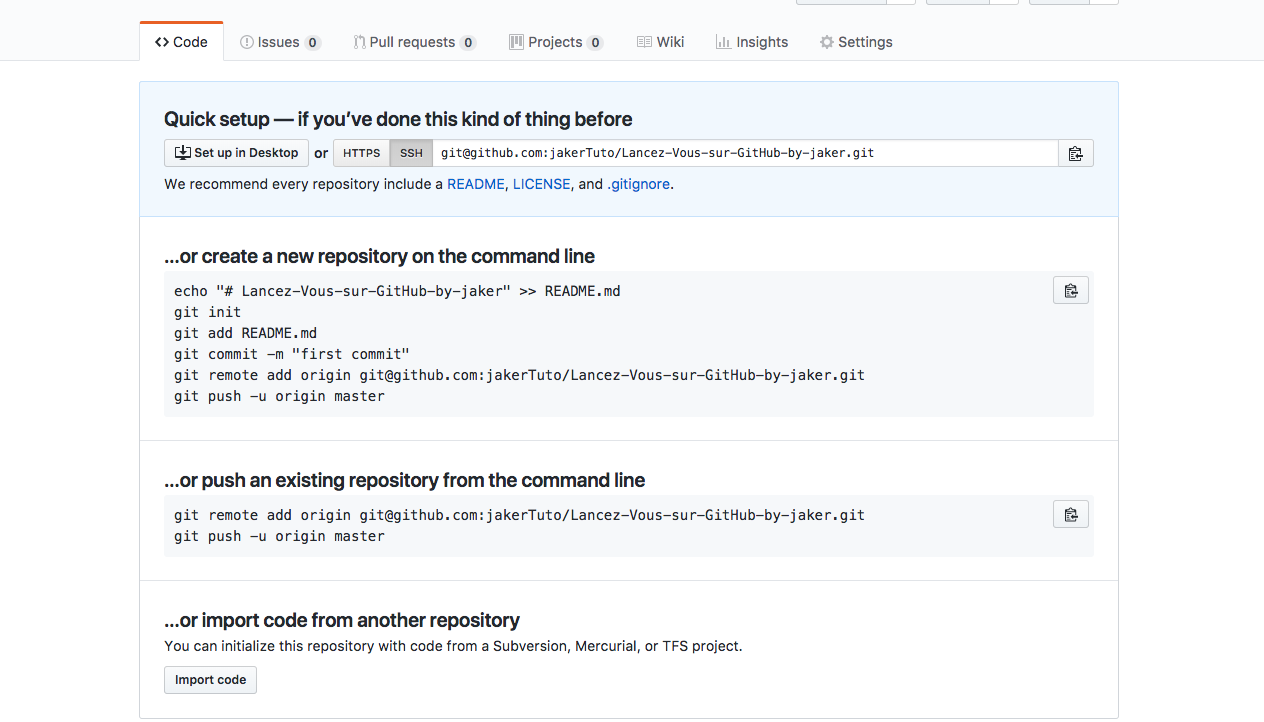 Code Issues 0 Pull requests 0 Projects 0 Wiki Insights Settings
Quick setup — if you’ve done this kind of thing before
Set up in Desktop or HTTPS SSH git@github.com:jakerTuto/Lancez-Vous-sur-GitHub-by-jaker.git
We recommend every repository include a README, LICENSE, and .gitignore.
…or create a new repository on the command line
echo "# Lancez-Vous-sur-GitHub-by-jaker" >> README.md
git init
git add README.md
git commit -m "first commit"
git remote add origin git@github.com:jakerTuto/Lancez-Vous-sur-GitHub-by-jaker.git
git push -u origin master
…or push an existing repository from the command line
git remote add origin git@github.com:jakerTuto/Lancez-Vous-sur-GitHub-by-jaker.git
git push -u origin master
…or import code from another repository
You can initialize this repository with code from a Subversion, Mercurial, or TFS project.
Import code